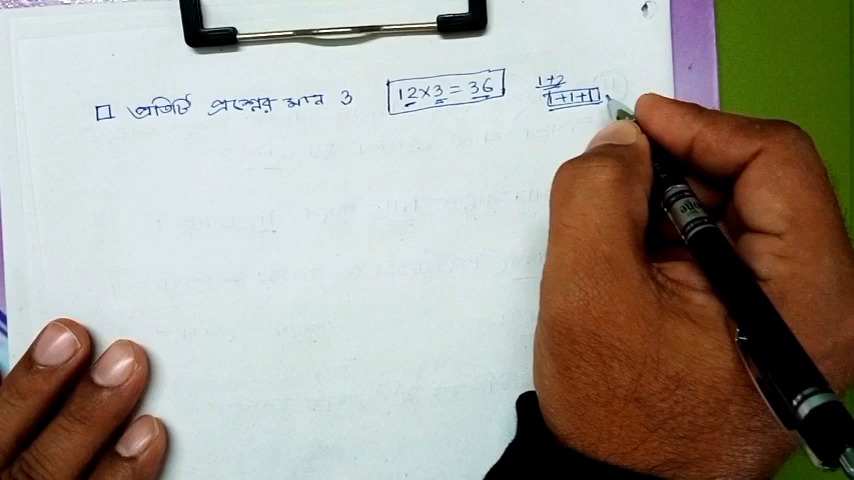 □ প্রতিটি প্রশ্নের মান 3 12×3 = 36 1+2
1+1+1